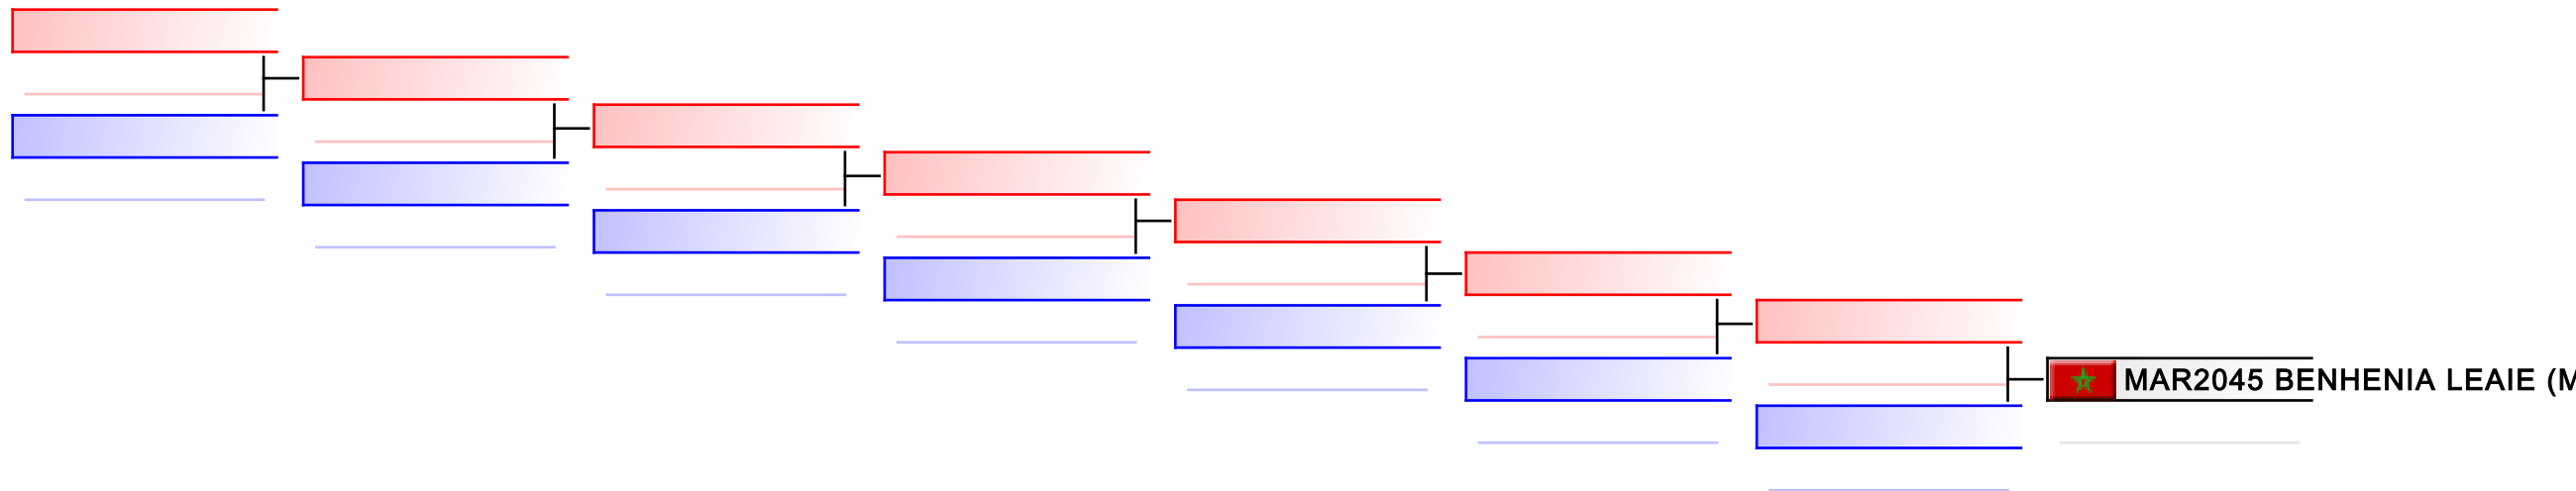 MAR2045 BENHENIA LEAIE (M